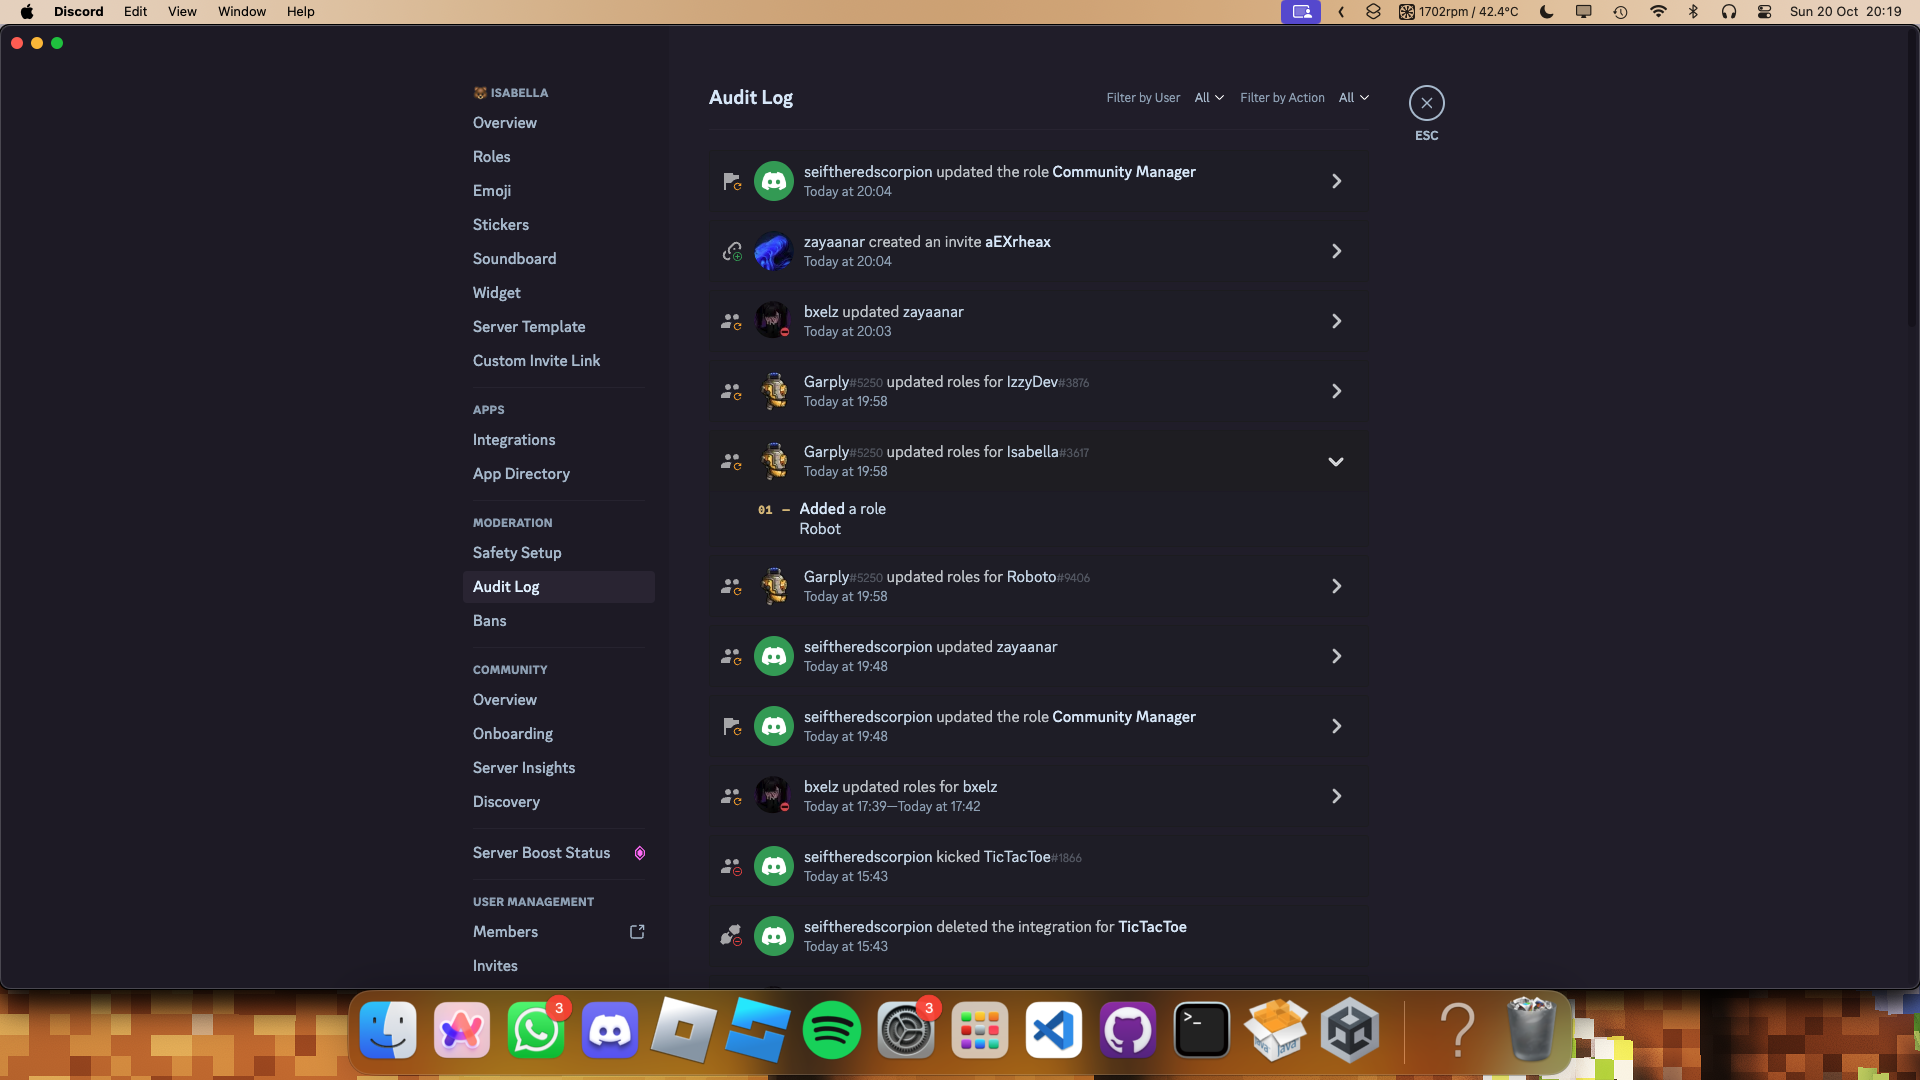 Discord Edit View Window Help
1702rpm / 42.4°C Sun 20 Oct 20:19
ISABELLA
Overview
Roles
Emoji
Stickers
Soundboard
Widget
Server Template
Custom Invite Link
APPS
Integrations
App Directory
MODERATION
Safety Setup
Audit Log
Bans
COMMUNITY
Overview
Onboarding
Server Insights
Discovery
Server Boost Status
USER MANAGEMENT
Members
Invites
Audit Log
Filter by User All Filter by Action All
ESC
seiftheredscorpion updated the role Community Manager
Today at 20:04
zayaanar created an invite aEXrheax
Today at 20:04
bxelz updated zayaanar
Today at 20:03
Garply#5250 updated roles for IzzyDev#3876
Today at 19:58
Garply#5250 updated roles for Isabella#3617
Today at 19:58
01 — Added a role
Robot
Garply#5250 updated roles for Roboto#9406
Today at 19:58
seiftheredscorpion updated zayaanar
Today at 19:48
seiftheredscorpion updated the role Community Manager
Today at 19:48
bxelz updated roles for bxelz
Today at 17:39—Today at 17:42
seiftheredscorpion kicked TicTacToe#1866
Today at 15:43
seiftheredscorpion deleted the integration for TicTacToe
Today at 15:43
3
3
>_
?